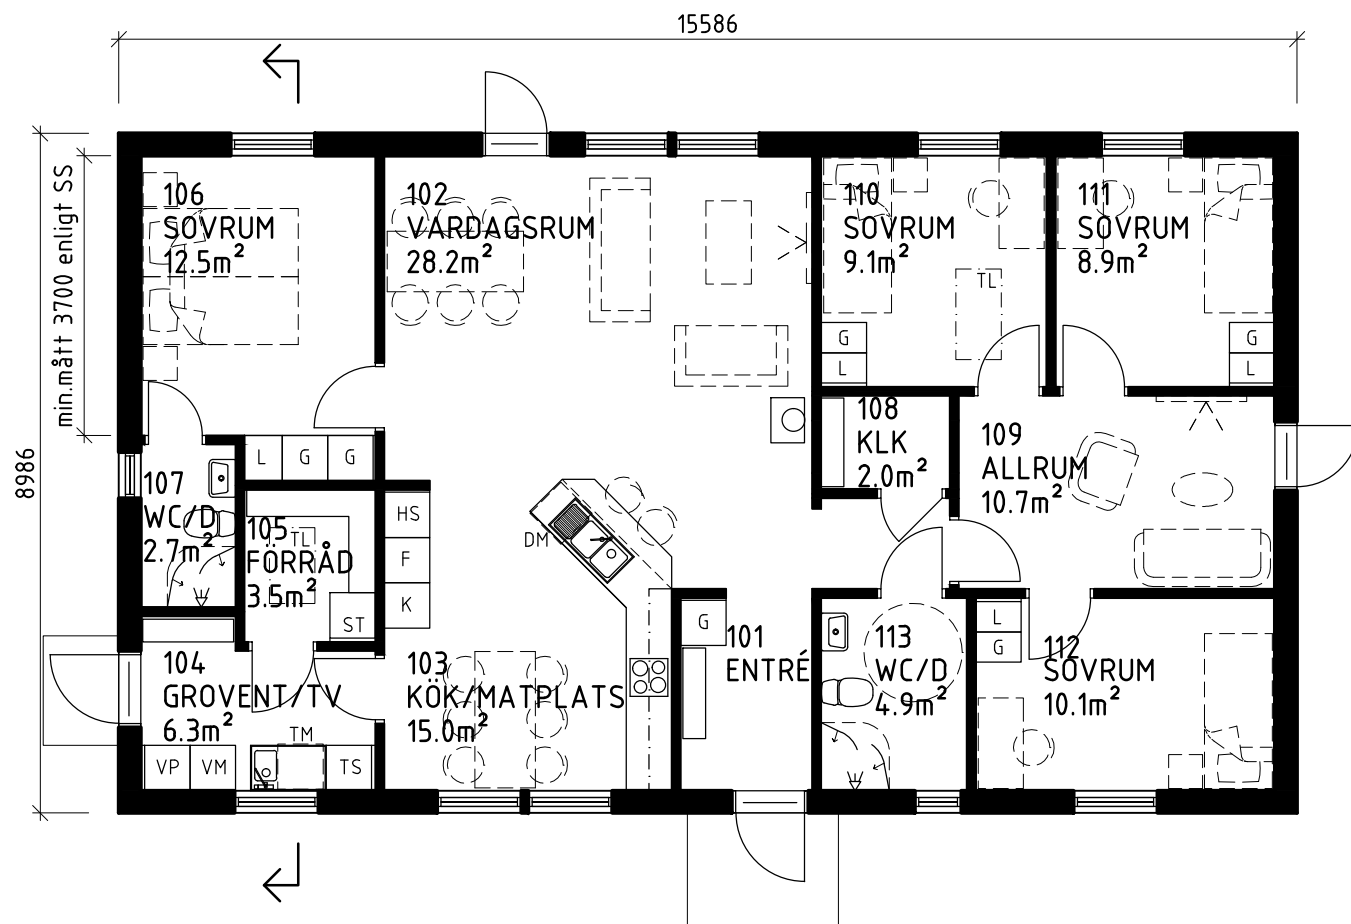 15586
8986
min.mått 3700 enligt SS
106
SOVRUM
12.5m²
102
VARDAGSRUM
28.2m²
110
SOVRUM
9.1m²
TL
G
L
111
SOVRUM
8.9m²
G
L
108
KLK
2.0m²
109
ALLRUM
10.7m²
L
G
G
107
WC/D
2.7m²
105
FÖRRÅD
3.5m²
TL
ST
HS
F
K
DM
104
GROVENT/TV
6.3m²
VP
VM
TM
TS
103
KÖK/MATPLATS
15.0m²
G
101
ENTRÉ
113
WC/D
4.9m²
L
G
112
SOVRUM
10.1m²